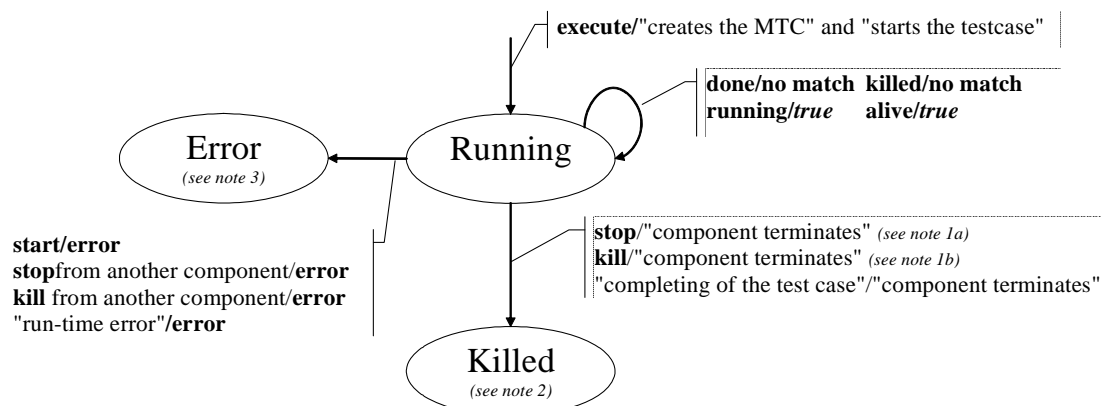 execute/"creates the MTC" and "starts the testcase"
done/no match killed/no match
running/true alive/true
Error
(see note 3)
Running
start/error
stopfrom another component/error
kill from another component/error
"run-time error"/error
stop/"component terminates" (see note 1a)
kill/"component terminates" (see note 1b)
"completing of the test case"/"component terminates"
Killed
(see note 2)